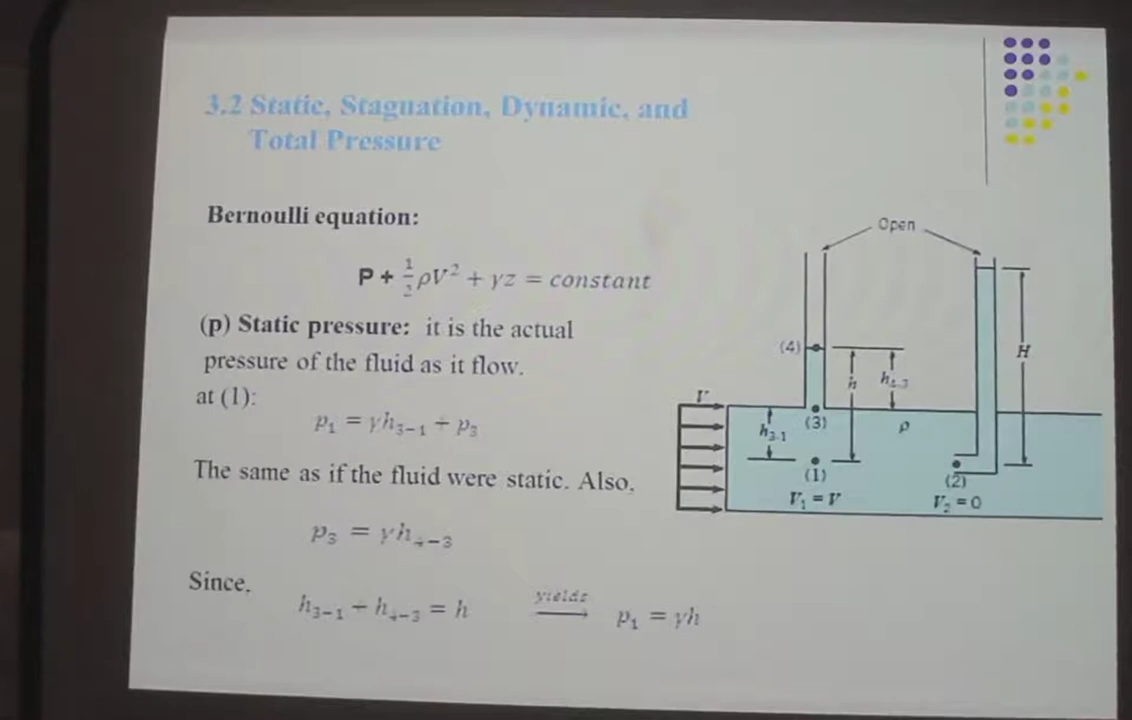 3.2 Static, Stagnation, Dynamic, and
Total Pressure
Bernoulli equation:
P + 1/2 ρV² + γz = constant
(p) Static pressure: it is the actual
pressure of the fluid as it flow.
at (1):
p₁ = γh₃₋₁ + p₃
The same as if the fluid were static. Also,
p₃ = γh₄₋₃
Since,
h₃₋₁ + h₄₋₃ = h yields → p₁ = γh
Open
(4)
h
h₄₋₃
H
V
h₃₋₁
(3)
ρ
(1)
(2)
V₁ = V
V₂ = 0